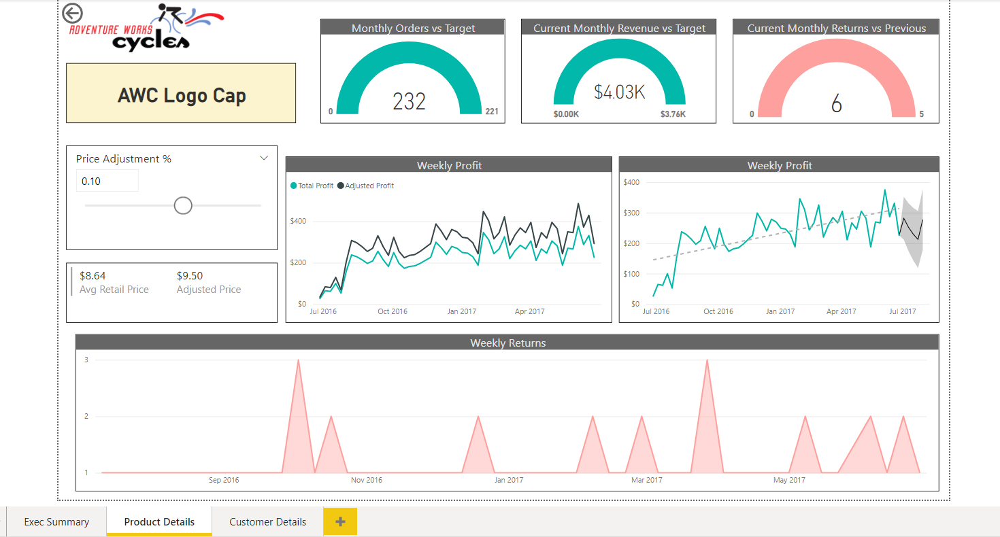 ADVENTURE WORKS
cycles
AWC Logo Cap
Monthly Orders vs Target
232
0
221
Current Monthly Revenue vs Target
$4.03K
$0.00K
$3.76K
Current Monthly Returns vs Previous
6
0
5
Price Adjustment %
0.10
$8.64
Avg Retail Price
$9.50
Adjusted Price
Weekly Profit
Total Profit
Adjusted Profit
$400
$200
$0
Jul 2016
Oct 2016
Jan 2017
Apr 2017
Weekly Profit
$400
$300
$200
$100
$0
Jul 2016
Oct 2016
Jan 2017
Apr 2017
Jul 2017
Weekly Returns
3
2
1
Sep 2016
Nov 2016
Jan 2017
Mar 2017
May 2017
Exec Summary
Product Details
Customer Details
+